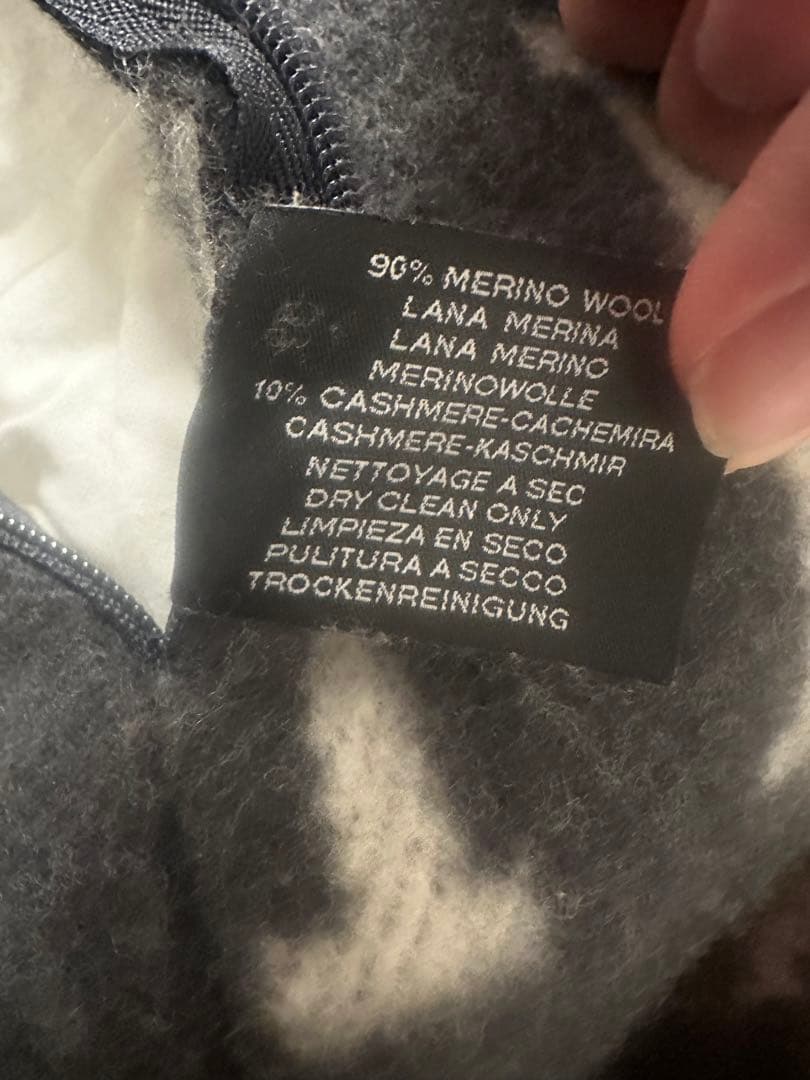 90% MERINO WOOL
LANA MERINA
LANA MERINO
MERINOWOLLE
10% CASHMERE-CACHEMIRA
CASHMERE-KASCHMIR
NETTOYAGE A SEC
DRY CLEAN ONLY
LIMPIEZA EN SECO
PULITURA A SECCO
TROCKENREINIGUNG